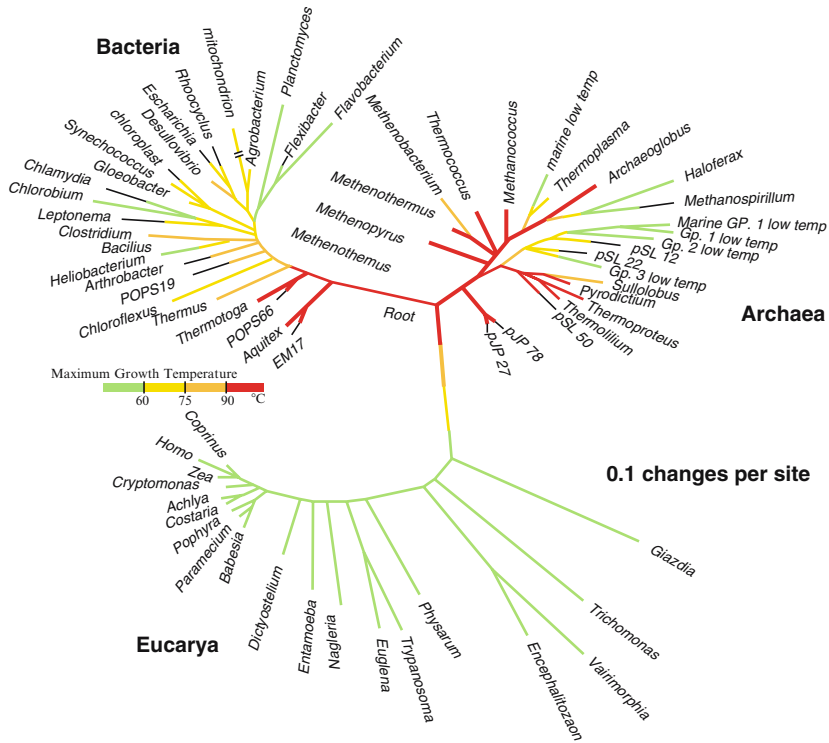 Bacteria
mitochondrion
Agrobacterium
Planctomyces
Flexibacter
Flavobacterium
Rhoocyclus
Escharichia
Desullovibrio
chloroplast
Synechococcus
Gloeobacter
Chlamydia
Chlorobium
Leptonema
Clostridium
Bacilius
Heliobacterium
Arthrobacter
POPS19
Chloroflexus
Thermus
Thermotoga
POPS66
Aquitex
EM17
Root
Methenobacterium
Thermococcus
Methanococcus
marine low temp
Thermoplasma
Archaeoglobus
Haloferax
Methanospirillum
Methenothermus
Methenopyrus
Methenothemus
Marine GP. 1 low temp
Gp. 1 low temp
Gp. 2 low temp
pSL 12
pSL 22
Gp. 3 low temp
Sullolobus
Pyrodictium
Thermoproteus
Thermolilium
pSL 50
pJP 78
pJP 27
Archaea
Maximum Growth Temperature
60 75 90 °C
Coprinus
Homo
Zea
Cryptomonas
Achlya
Costaria
Pophyra
Paramecium
Babesia
Dictyostelium
Entamoeba
Nagleria
Euglena
Trypanosoma
Physarum
Encephalitozaon
Vairimorphia
Trichomonas
Giazdia
0.1 changes per site
Eucarya